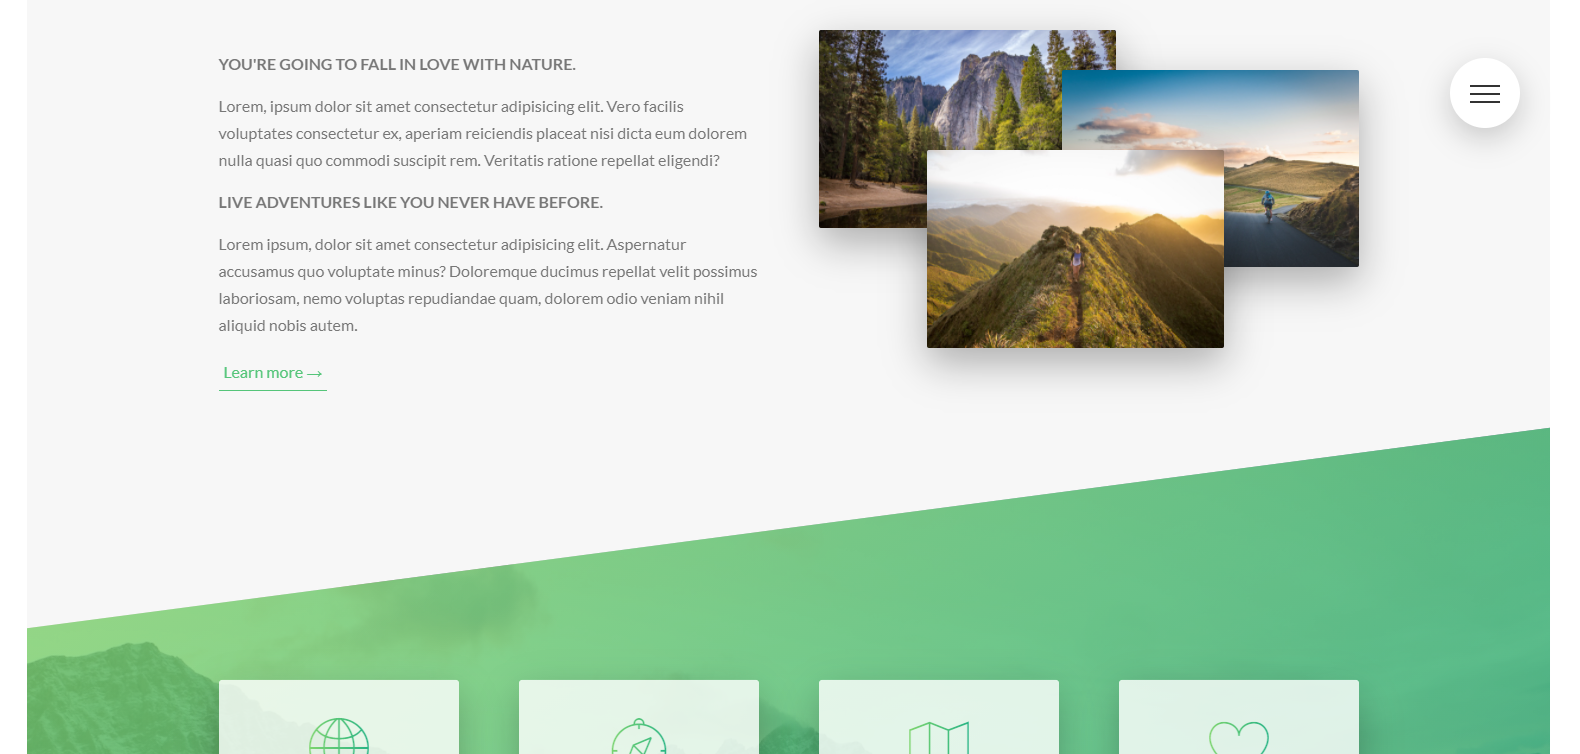 YOU'RE GOING TO FALL IN LOVE WITH NATURE.
Lorem, ipsum dolor sit amet consectetur adipisicing elit. Vero facilis
voluptates consectetur ex, aperiam reiciendis placeat nisi dicta eum dolorem
nulla quasi quo commodi suscipit rem. Veritatis ratione repellat eligendi?
LIVE ADVENTURES LIKE YOU NEVER HAVE BEFORE.
Lorem ipsum, dolor sit amet consectetur adipisicing elit. Aspernatur
accusamus quo voluptate minus? Doloremque ducimus repellat velit possimus
laboriosam, nemo voluptas repudiandae quam, dolorem odio veniam nihil
aliquid nobis autem.
Learn more →